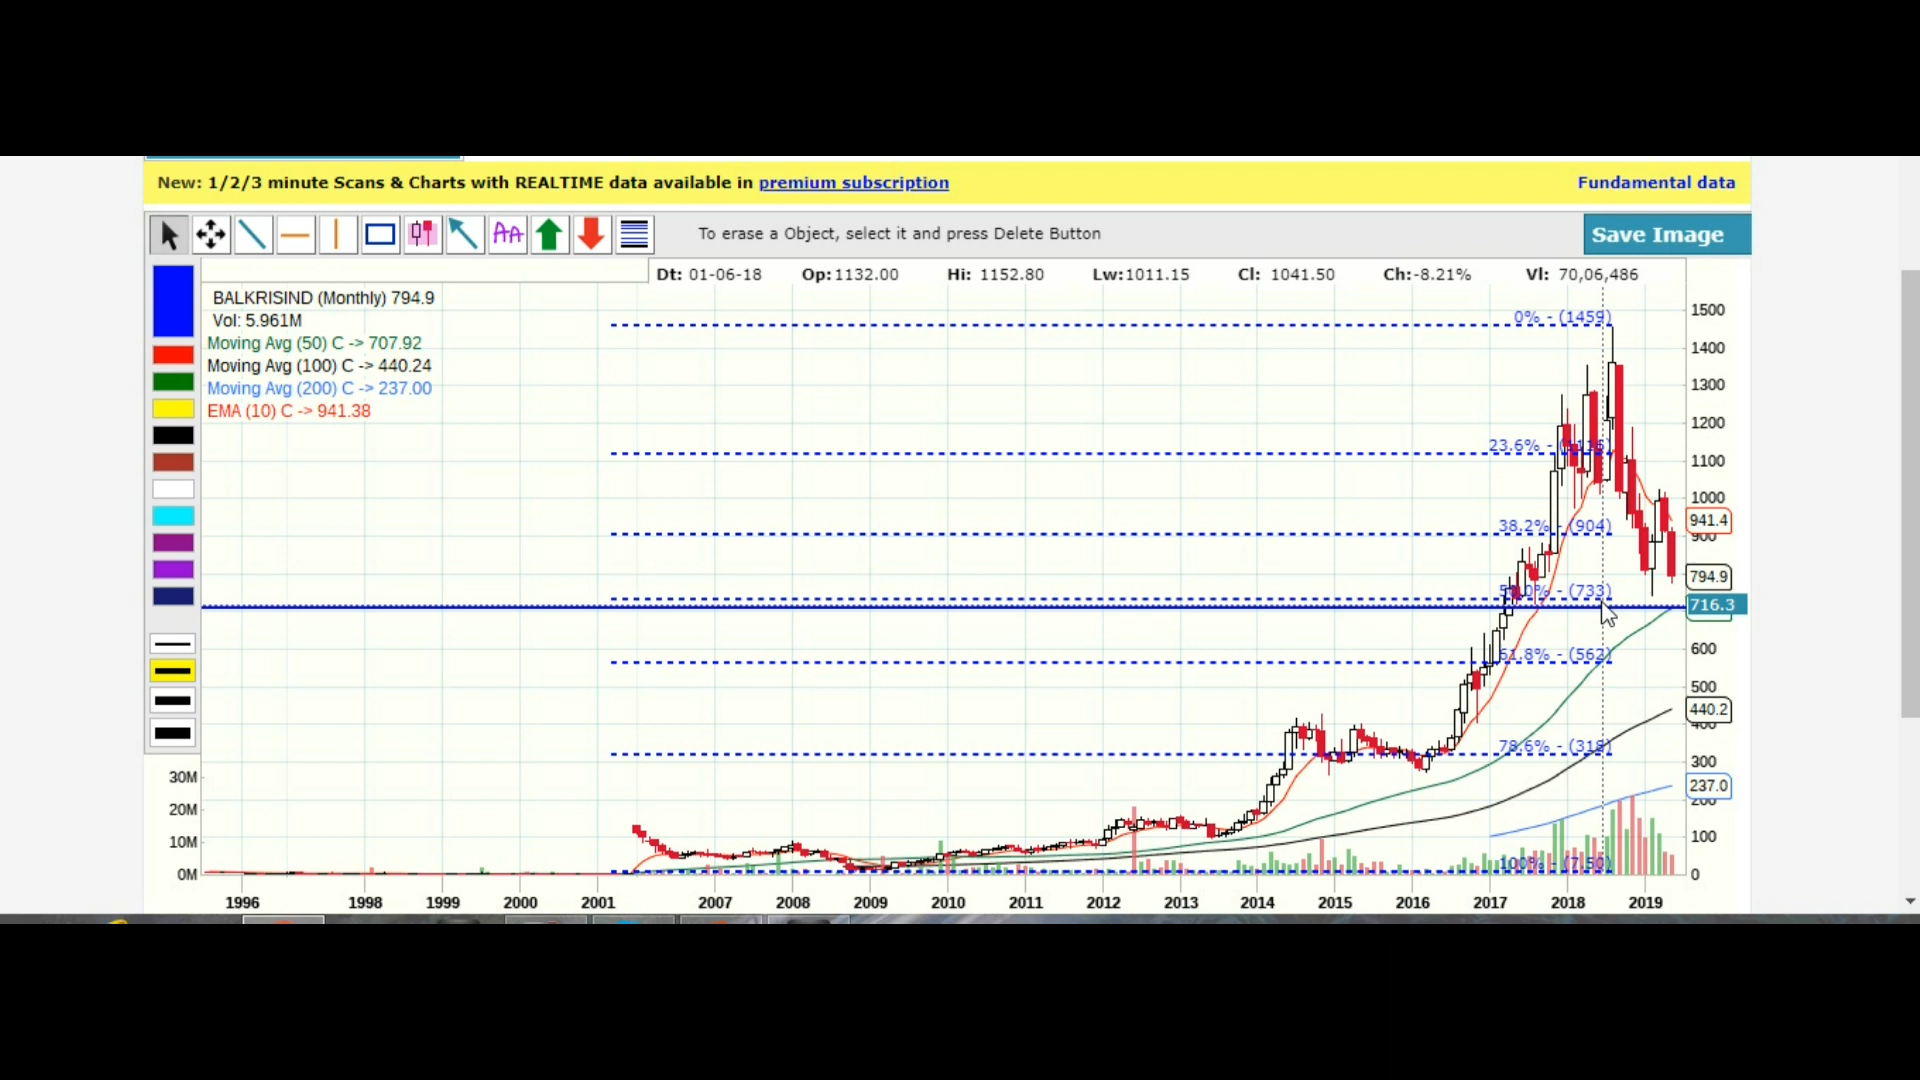 New: 1/2/3 minute Scans & Charts with REALTIME data available in premium subscription
Fundamental data
AA
To erase a Object, select it and press Delete Button
Save Image
Dt: 01-06-18 Op:1132.00 Hi: 1152.80 Lw:1011.15 Cl: 1041.50 Ch:-8.21% Vl: 70,06,486
BALKRISIND (Monthly) 794.9
Vol: 5.961M
Moving Avg (50) C -> 707.92
Moving Avg (100) C -> 440.24
Moving Avg (200) C -> 237.00
EMA (10) C -> 941.38
0% - (1459)
23.6% -
38.2% - (904)
(733)
61.8% - (562)
78.6% - (318)
100% - (7.50)
1500
1400
1300
1200
1100
1000
941.4
900
794.9
716.3
600
500
440.2
400
300
237.0
200
100
0
30M
20M
10M
0M
1996 1998 1999 2000 2001 2007 2008 2009 2010 2011 2012 2013 2014 2015 2016 2017 2018 2019